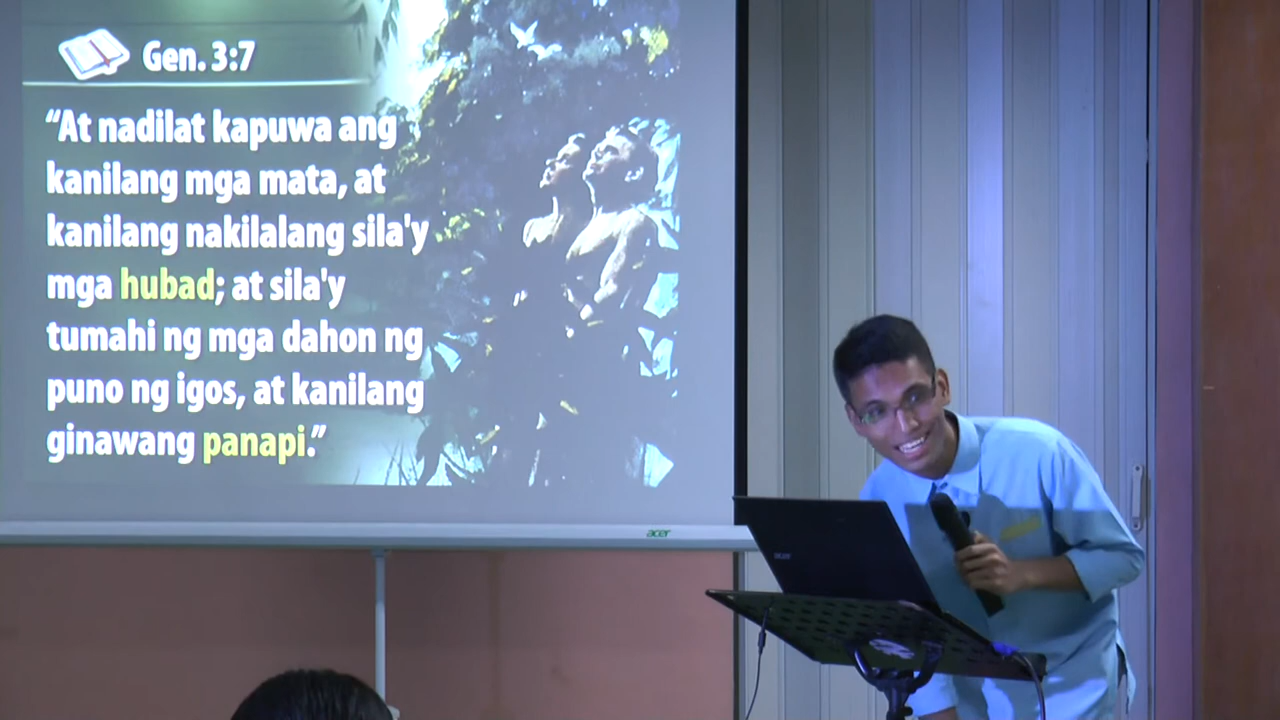 Gen. 3:7
“At nadilat kapuwa ang
kanilang mga mata, at
kanilang nakilalang sila'y
mga hubad; at sila'y
tumahi ng mga dahon ng
puno ng igos, at kanilang
ginawang panapi.”
acer
acer